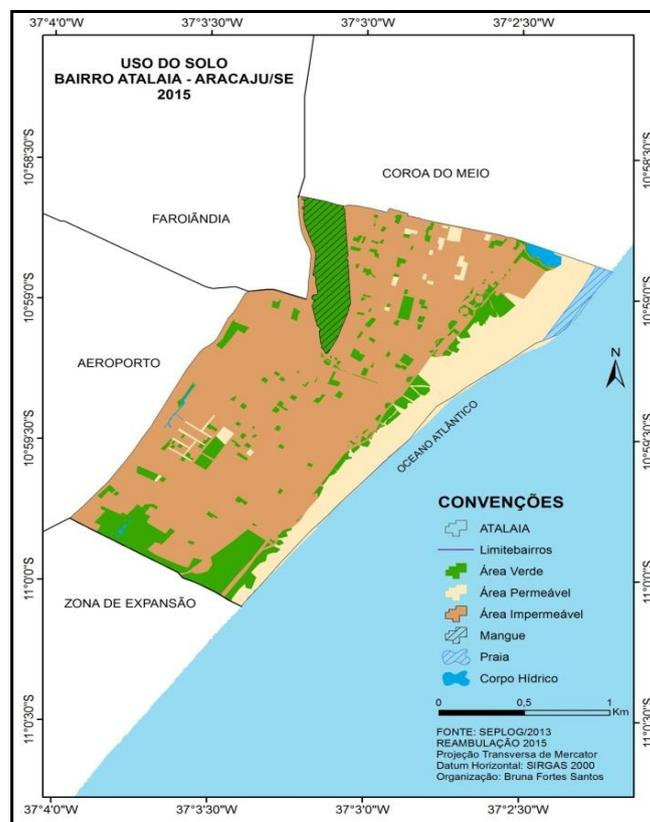 37°4'0"W 37°3'30"W 37°3'0"W 37°2'30"W
USO DO SOLO
BAIRRO ATALAIA - ARACAJU/SE
2015
10°58'30"S 10°58'30"S
COROA DO MEIO
FAROIÂNDIA
10°59'0"S 10°59'0"S
AEROPORTO
N
OCEANO ATLÂNTICO
10°59'30"S 10°59'30"S
CONVENÇÕES
ATALAIA
Limitebairros
Área Verde
11°0'0"S 11°0'0"S
ZONA DE EXPANSÃO
Área Permeável
Área Impermeável
Mangue
Praia
Corpo Hídrico
0 0,5 1
Km
11°0'30"S 11°0'30"S
FONTE: SEPLOG/2013
REAMBULAÇÃO 2015
Projeção Transversa de Mercator
Datum Horizontal: SIRGAS 2000
Organização: Bruna Fortes Santos
37°4'0"W 37°3'30"W 37°3'0"W 37°2'30"W